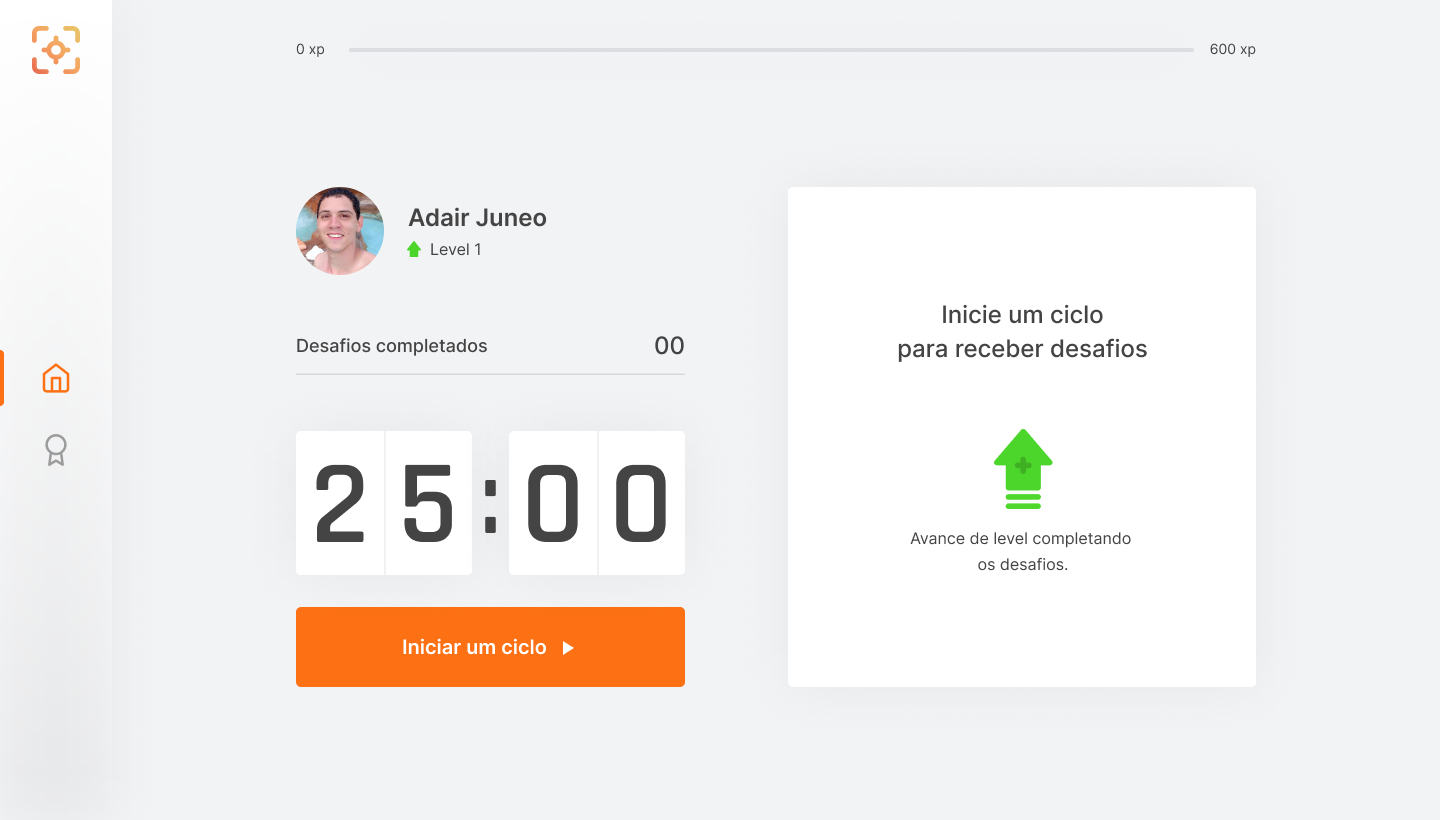 0 xp
600 xp
Adair Juneo
Level 1
Desafios completados 00
25:00
Iniciar um ciclo
Inicie um ciclo
para receber desafios
Avance de level completando
os desafios.